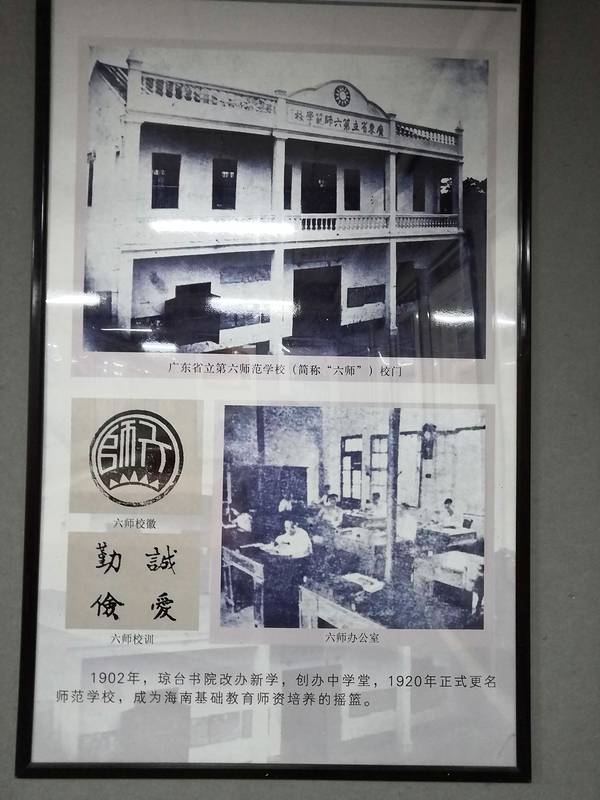 廣東省立第六師範學校
广东省立第六师范学校（简称“六师”）校门
六師
六师校徽
誠愛
勤儉
六师校训
六师办公室
1902年，琼台书院改办新学，创办中学堂，1920年正式更名
师范学校，成为海南基础教育师资培养的摇篮。